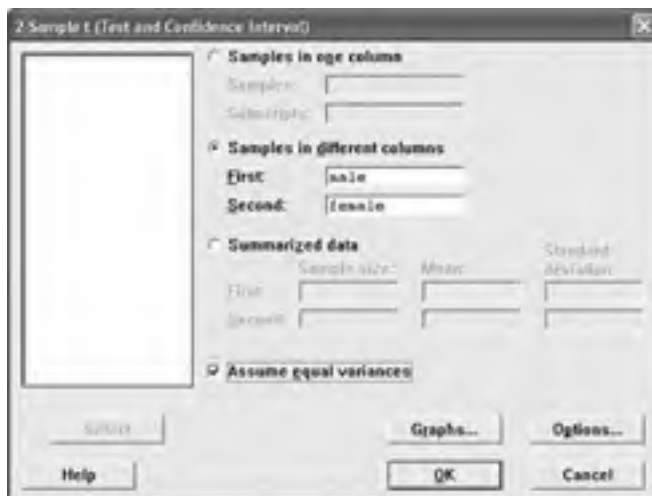 2-Sample t (Test and Confidence Interval)
Samples in one column
Samples:
Subscripts:
Samples in different columns
First: male
Second: female
Summarized data
Sample size: Mean: Standard deviation:
First:
Second:
Assume equal variances
Select
Graphs... Options...
Help OK Cancel